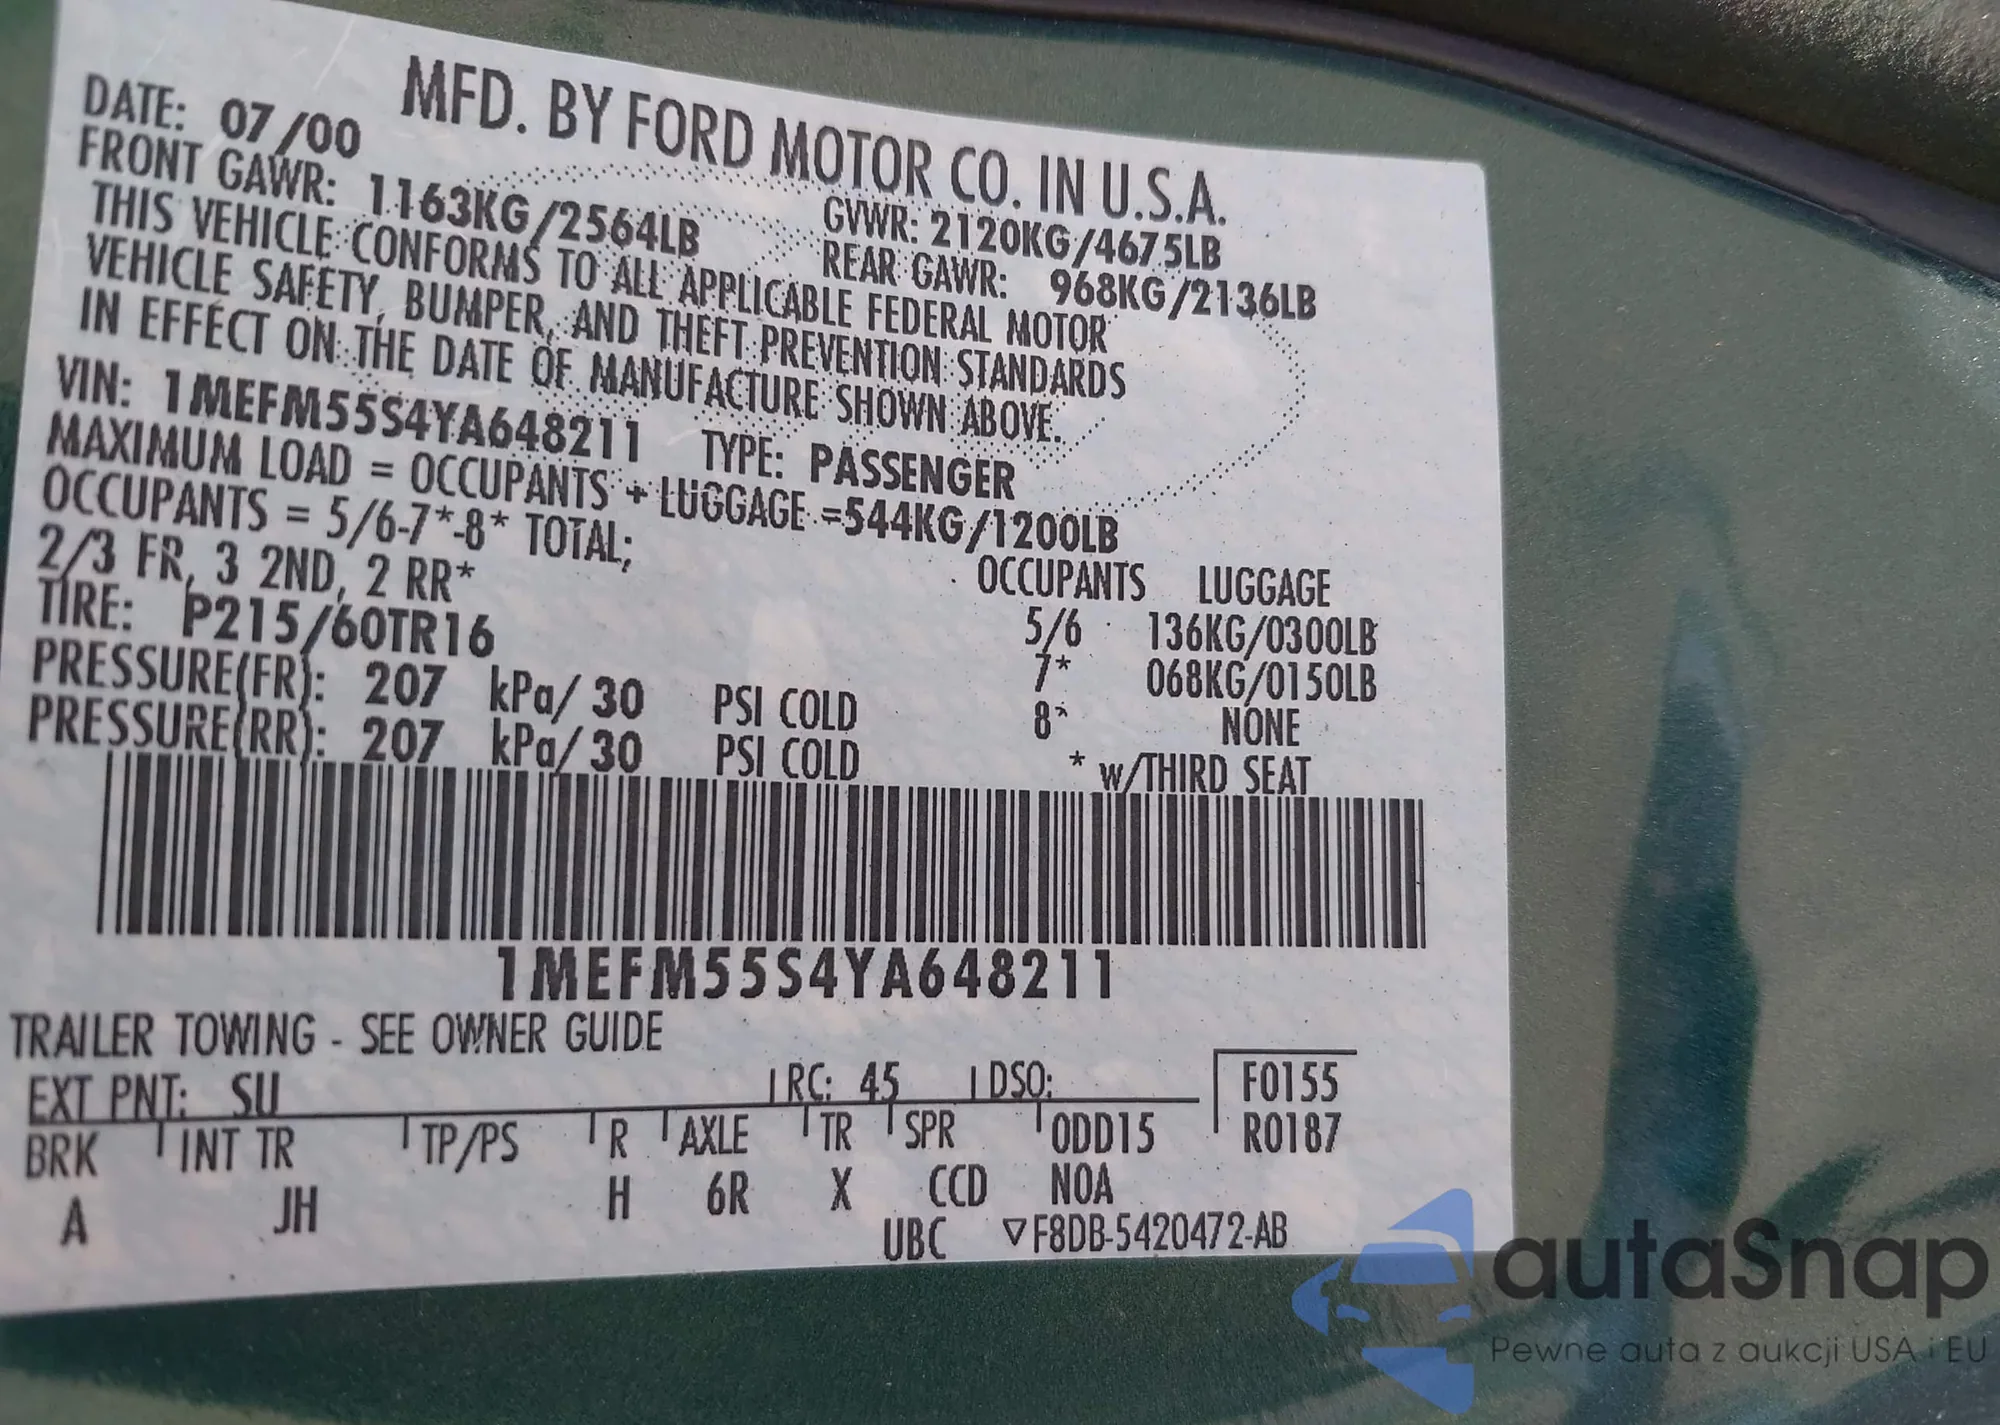 MFD. BY FORD MOTOR CO. IN U.S.A.
DATE: 07/00 GVWR: 2120KG/4675LB
FRONT GAWR: 1163KG/2564LB REAR GAWR: 968KG/2136LB
THIS VEHICLE CONFORMS TO ALL APPLICABLE FEDERAL MOTOR
VEHICLE SAFETY, BUMPER, AND THEFT PREVENTION STANDARDS
IN EFFECT ON THE DATE OF MANUFACTURE SHOWN ABOVE.
VIN: 1MEFM55S4YA648211 TYPE: PASSENGER
MAXIMUM LOAD = OCCUPANTS + LUGGAGE =544KG/1200LB
OCCUPANTS = 5/6-7*-8* TOTAL; OCCUPANTS LUGGAGE
2/3 FR, 3 2ND, 2 RR* 5/6 136KG/0300LB
TIRE: P215/60TR16 7* 068KG/0150LB
PRESSURE(FR): 207 kPa/ 30 PSI COLD 8* NONE
PRESSURE(RR): 207 kPa/ 30 PSI COLD * w/THIRD SEAT
1MEFM55S4YA648211
TRAILER TOWING - SEE OWNER GUIDE
EXT PNT: SU RC: 45 DSO: F0155
BRK INT TR TP/PS R AXLE TR SPR ODD15 R0187
A JH H 6R X CCD NOA
UBC ▽F8DB-5420472-AB
autaSnap
Pewne auta z aukcji USA i EU